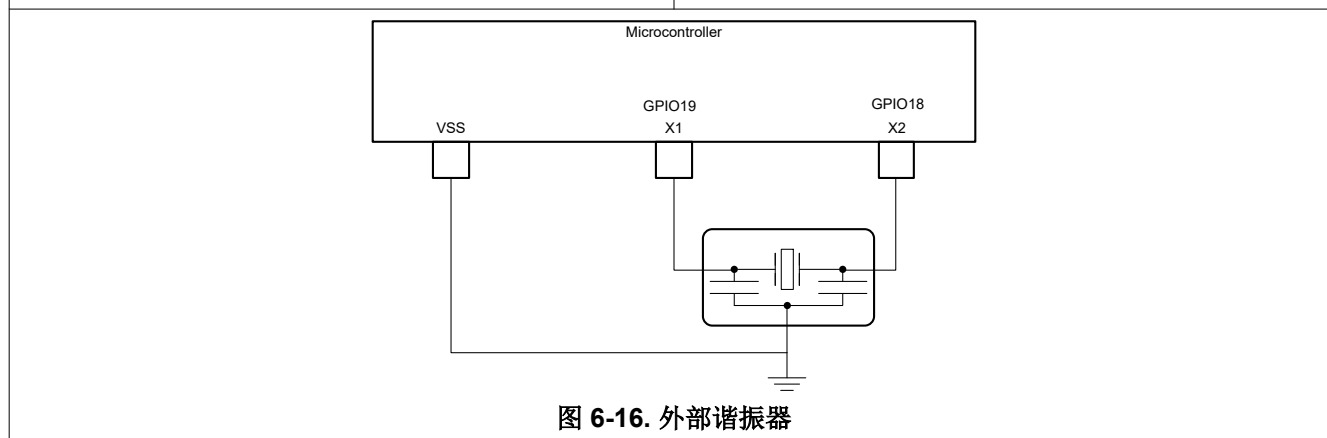 Microcontroller
GPIO19
GPIO18
VSS
X1
X2
图 6-16. 外部谐振器